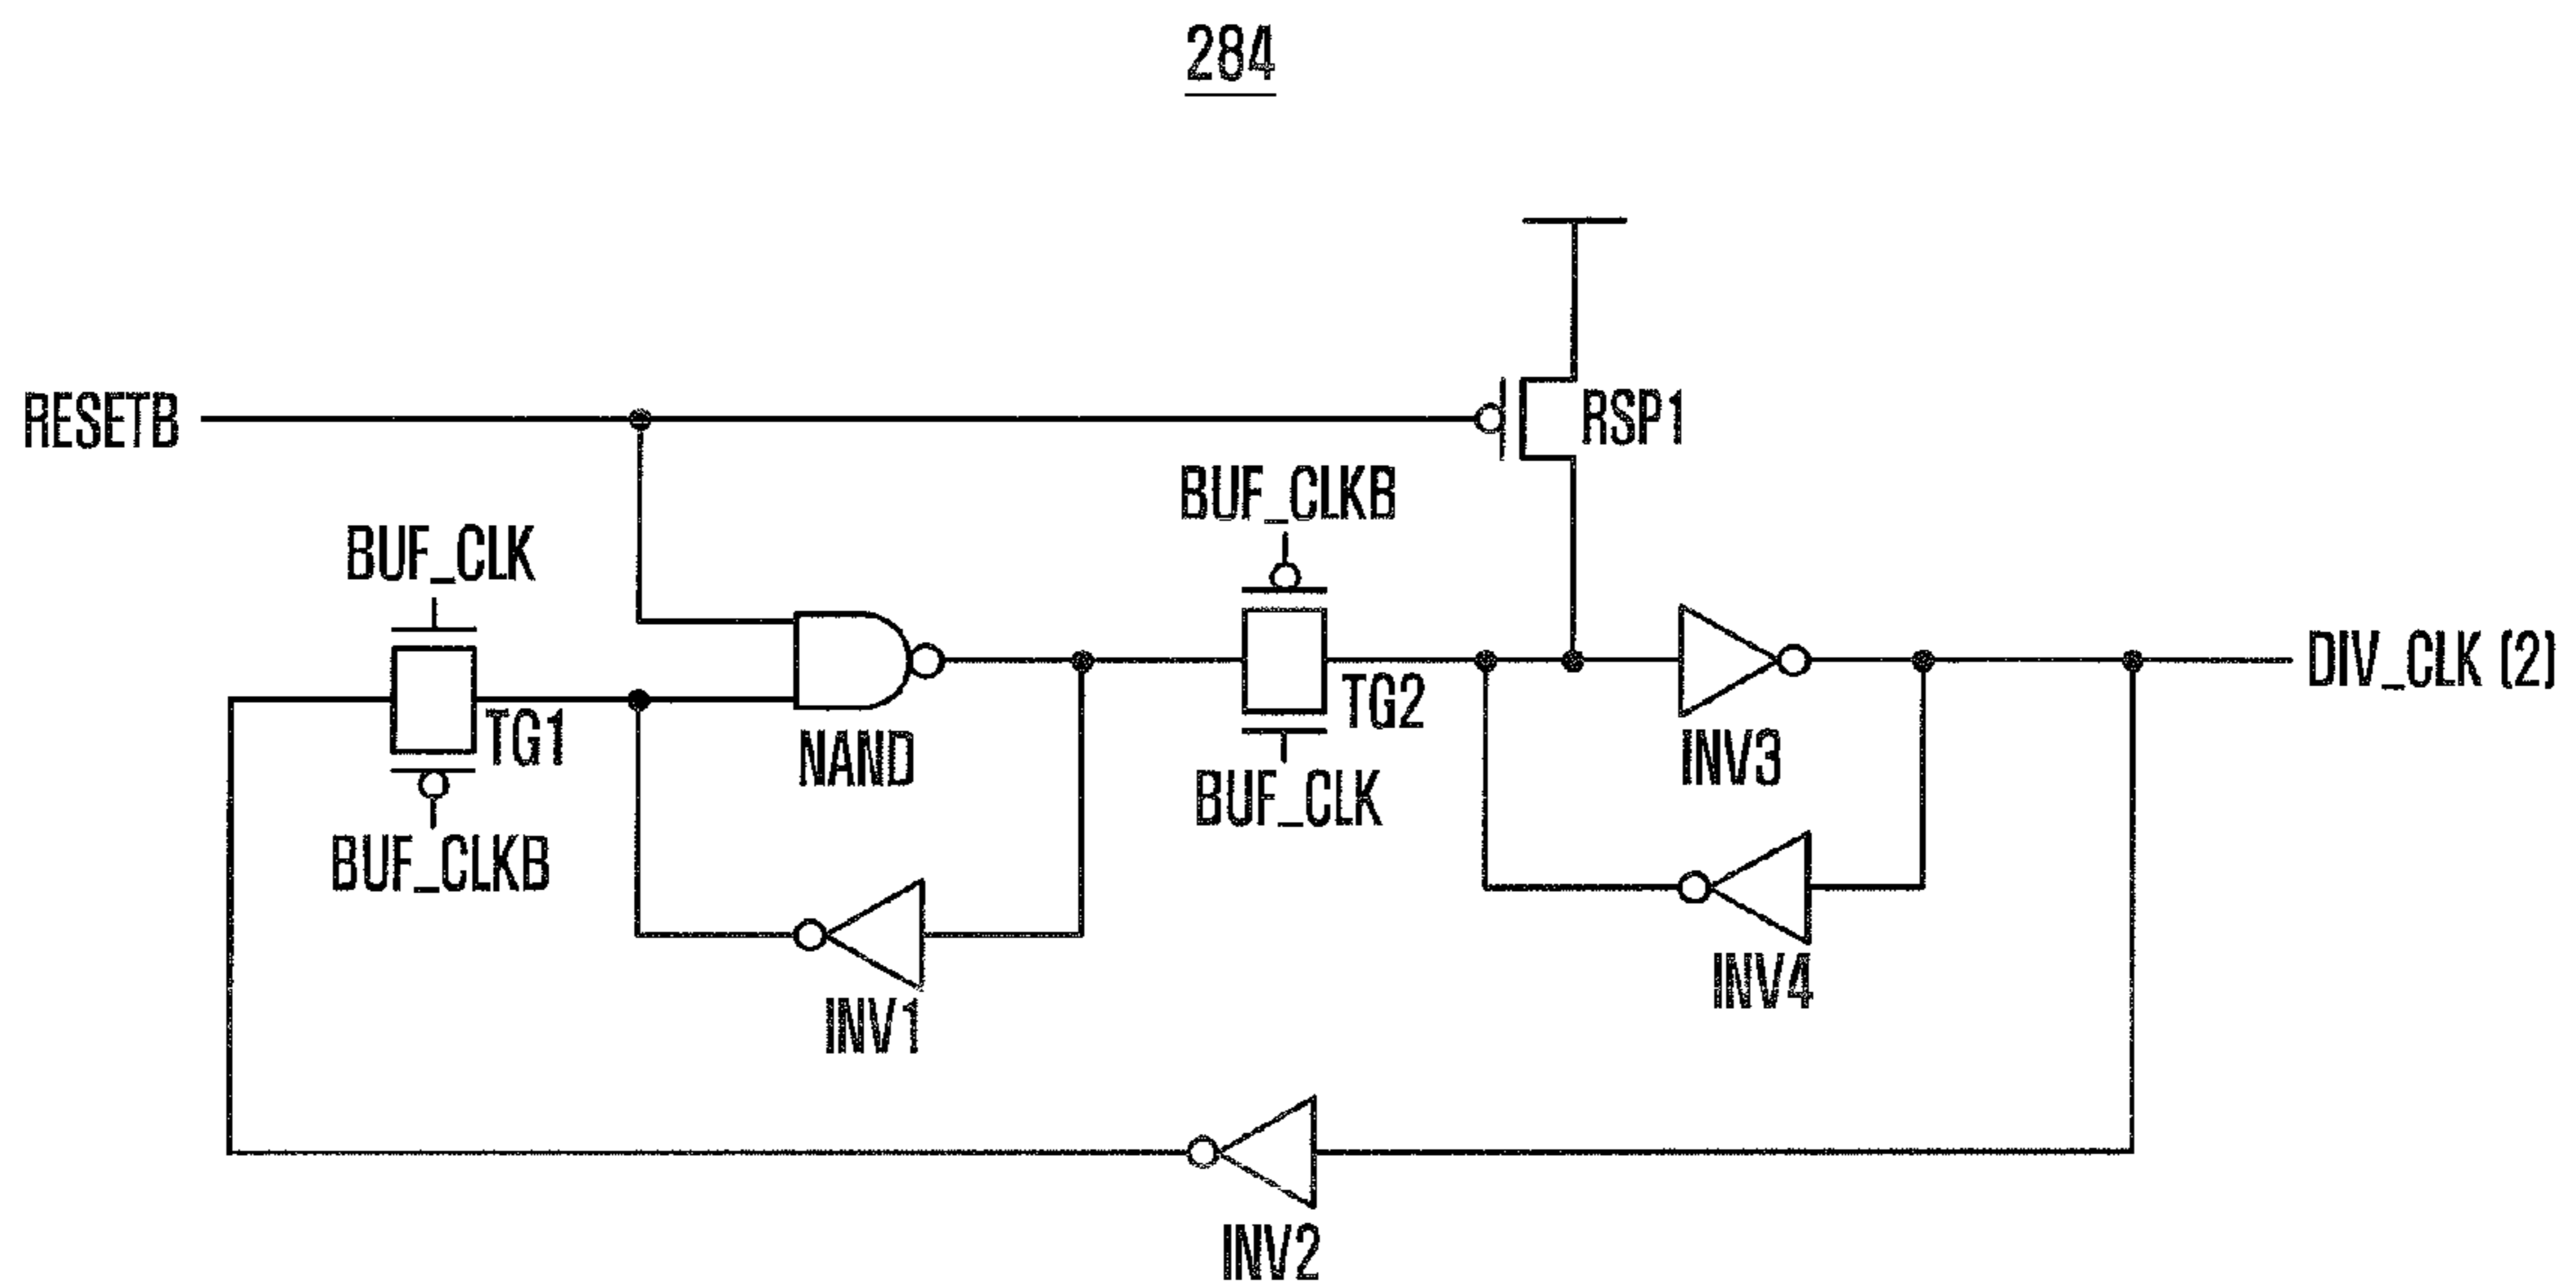 284
RESETB
RSP1
BUF_CLKB
BUF_CLK
DIV_CLK (2)
TG1
TG2
NAND
INV3
BUF_CLK
BUF_CLKB
INV4
INV1
INV2